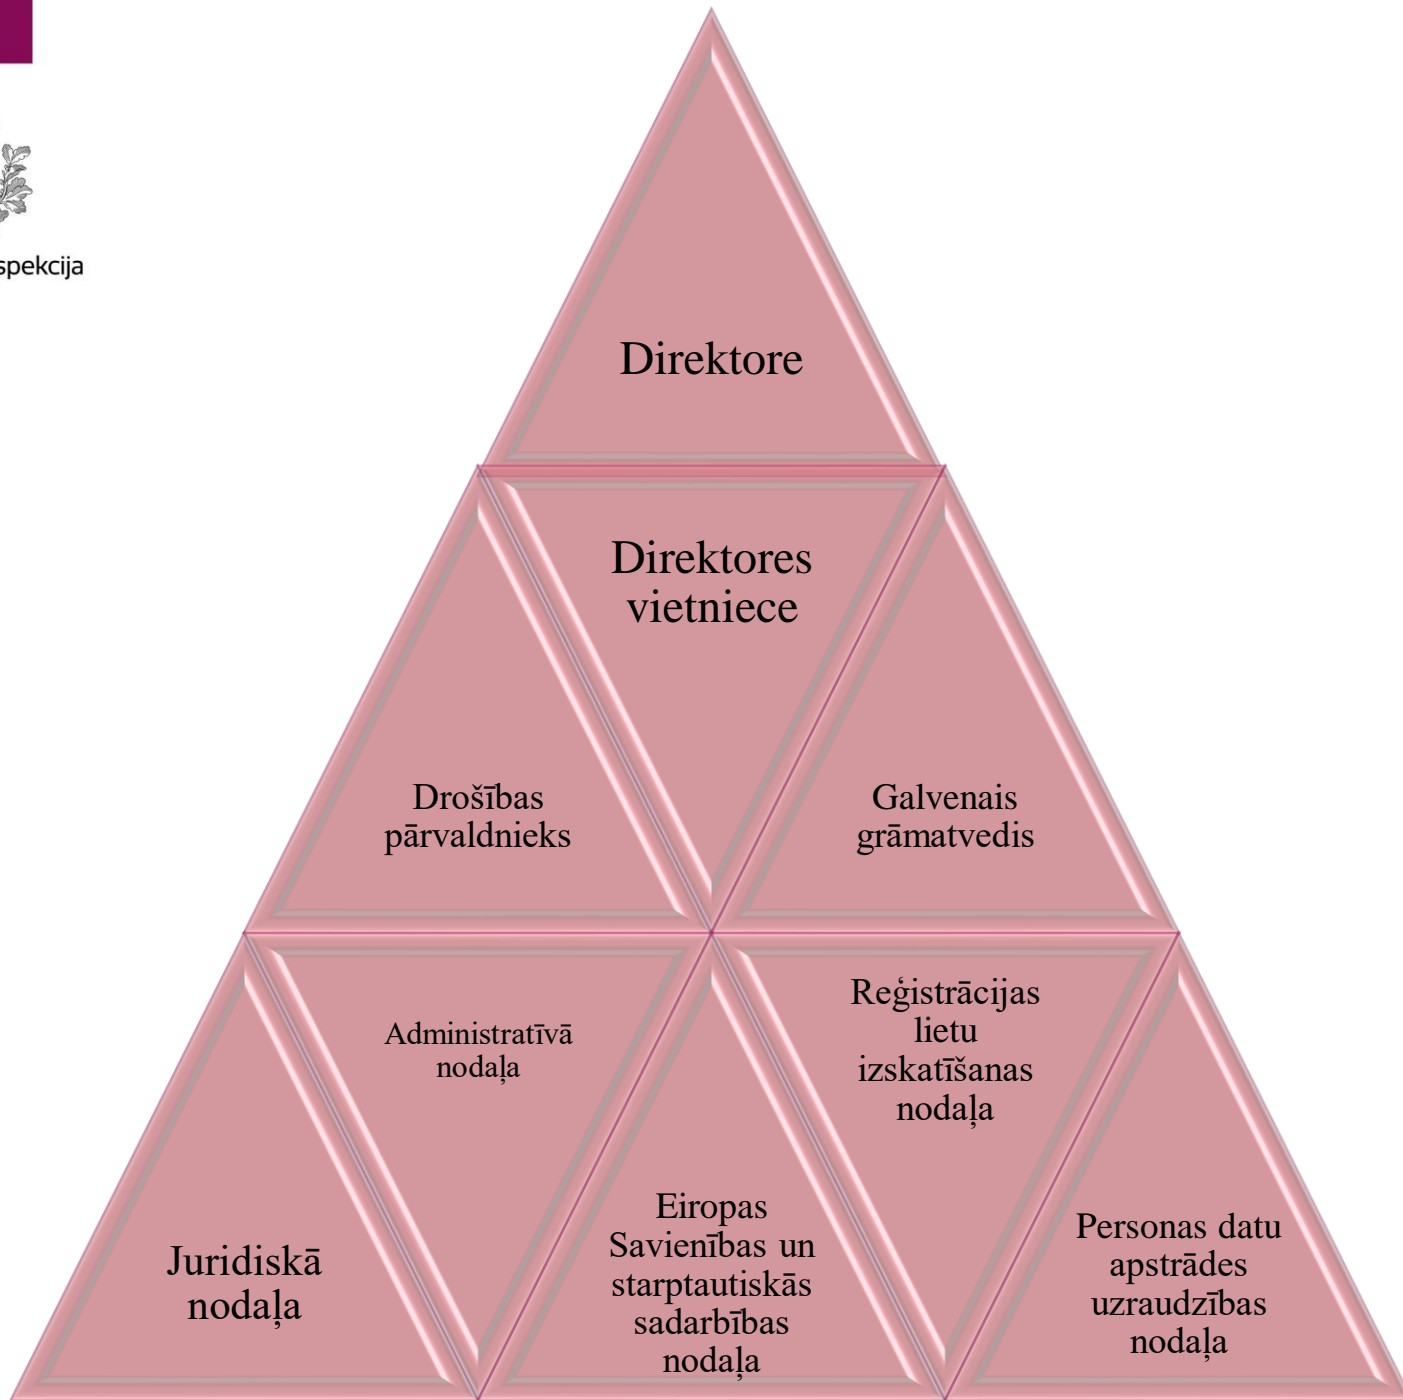 spekcija
Direktore
Direktores
vietniece
Drošības
pārvaldnieks
Galvenais
grāmatvedis
Administratīvā
nodaļa
Reģistrācijas
lietu
izskatīšanas
nodaļa
Juridiskā
nodaļa
Eiropas
Savienības un
starptautiskās
sadarbības
nodaļa
Personas datu
apstrādes
uzraudzības
nodaļa